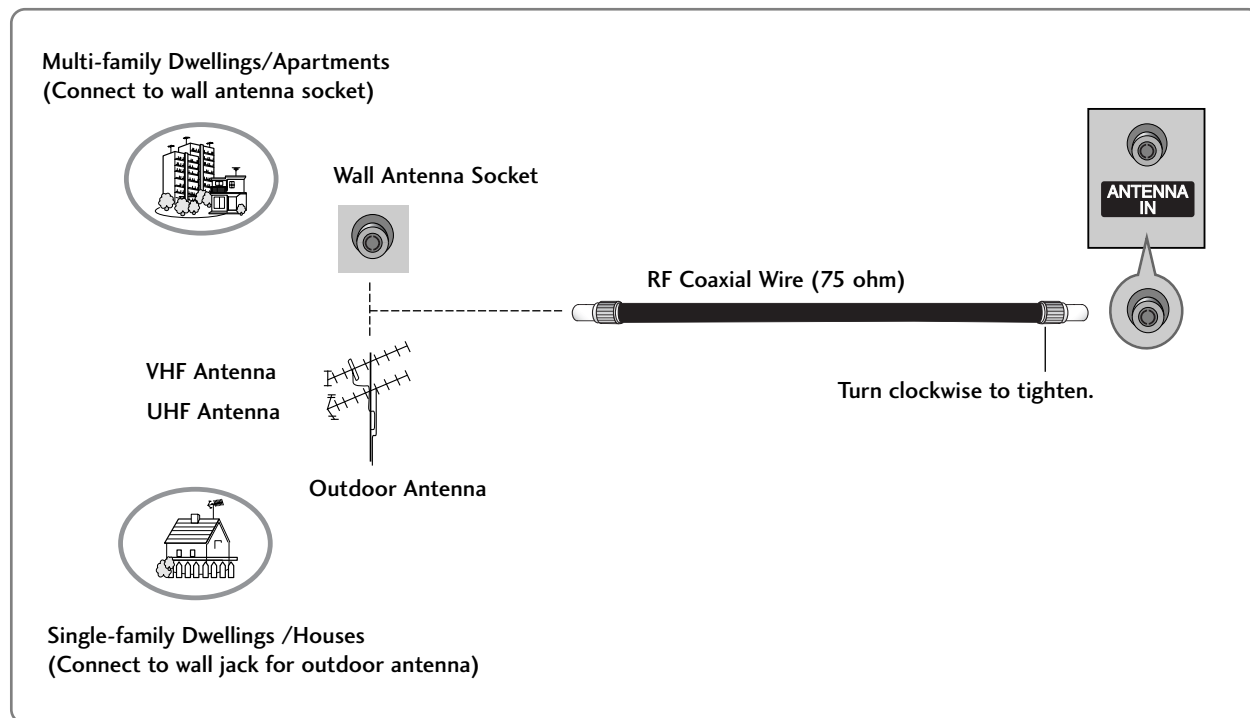 Multi-family Dwellings/Apartments
(Connect to wall antenna socket)
Wall Antenna Socket
ANTENNA
IN
RF Coaxial Wire (75 ohm)
VHF Antenna
UHF Antenna
Turn clockwise to tighten.
Outdoor Antenna
Single-family Dwellings /Houses
(Connect to wall jack for outdoor antenna)